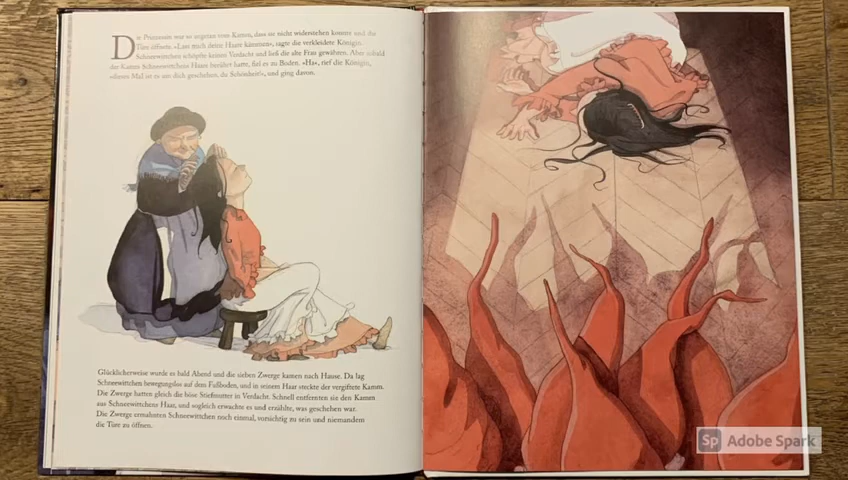 Die Prinzessin war so angetan vom Kamm, dass sie nicht widerstehen konnte und die
Türe öffnete. «Lass mich deine Haare kämmen», sagte die verkleidete Königin.
Schneewittchen schöpfte keinen Verdacht und ließ die alte Frau gewähren. Aber sobald
der Kamm Schneewittchens Haare berührt hatte, fiel es zu Boden. «Ha», rief die Königin,
«dieses Mal ist es um dich geschehen, du Schönheit!», und ging davon.
Glücklicherweise wurde es bald Abend und die sieben Zwerge kamen nach Hause. Da lag
Schneewittchen bewegungslos auf dem Fußboden, und in seinem Haar steckte der vergiftete Kamm.
Die Zwerge hatten gleich die böse Stiefmutter in Verdacht. Schnell entfernten sie den Kamm
aus Schneewittchens Haar, und sogleich erwachte es und erzählte, was geschehen war.
Die Zwerge ermahnten Schneewittchen noch einmal, vorsichtig zu sein und niemandem
die Türe zu öffnen.
Sp Adobe Spark